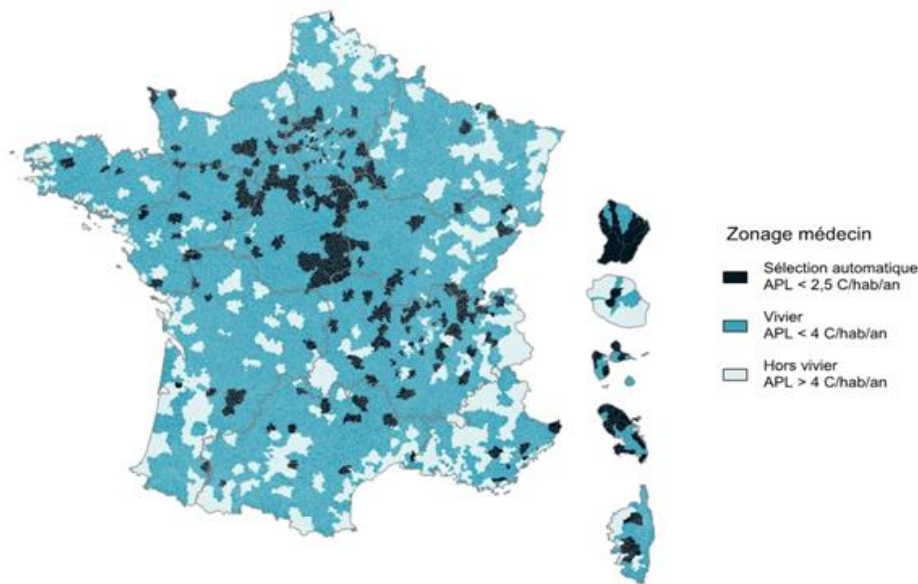 Zonage médecin
Sélection automatique
APL < 2,5 C/hab/an
Vivier
APL < 4 C/hab/an
Hors vivier
APL > 4 C/hab/an